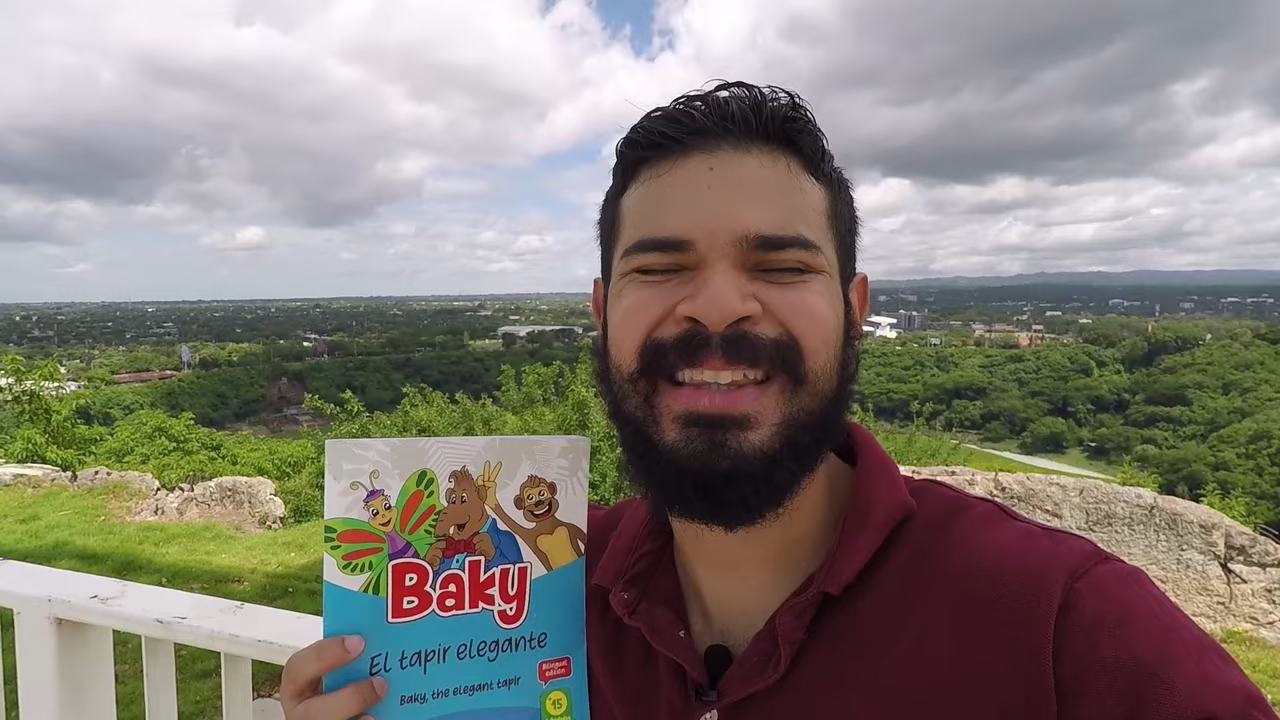 Baky
El tapir elegante
Baky, the elegant tapir
Bilingual
edition
15